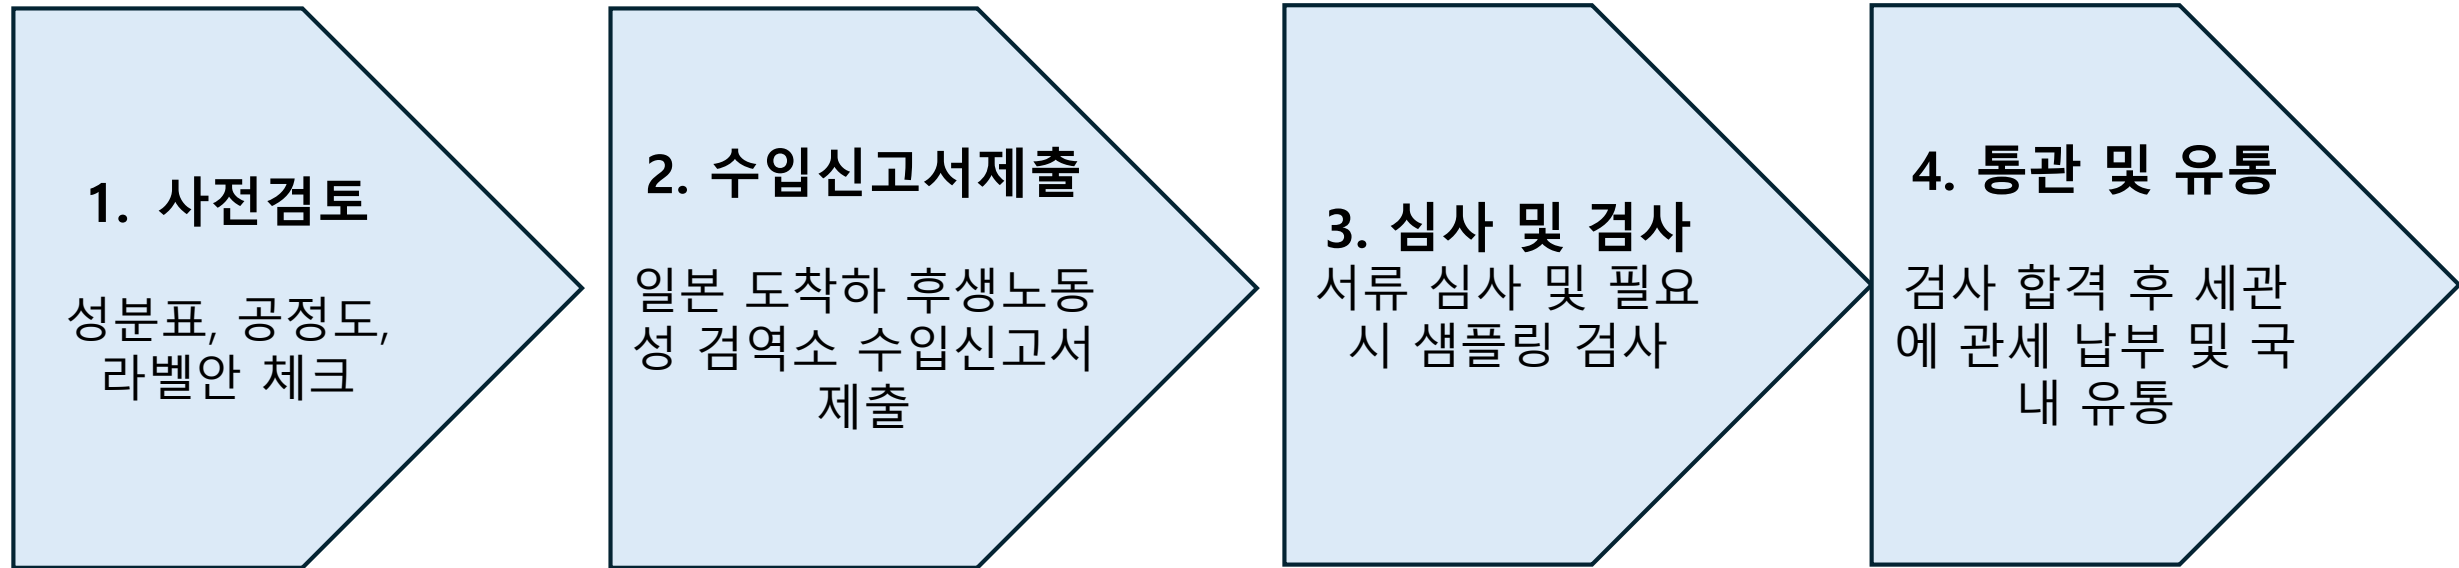 1. 사전검토
성분표, 공정도,
라벨안 체크
2. 수입신고서제출
일본 도착하 후생노동
성 검역소 수입신고서
제출
3. 심사 및 검사
서류 심사 및 필요
시 샘플링 검사
4. 통관 및 유통
검사 합격 후 세관
에 관세 납부 및 국
내 유통